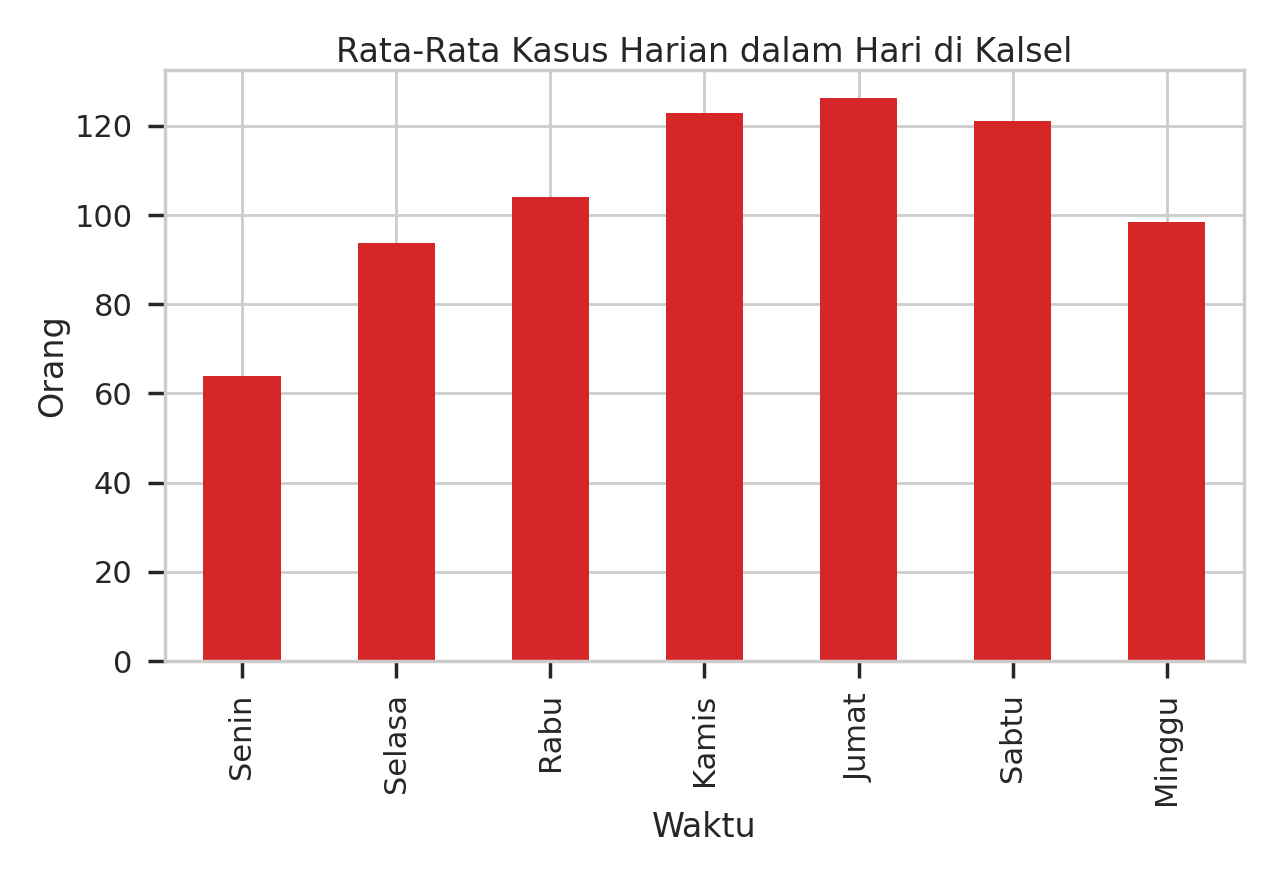 Rata-Rata Kasus Harian dalam Hari di Kalsel
Orang
120
100
80
60
40
20
0
Senin
Selasa
Rabu
Kamis
Jumat
Sabtu
Minggu
Waktu